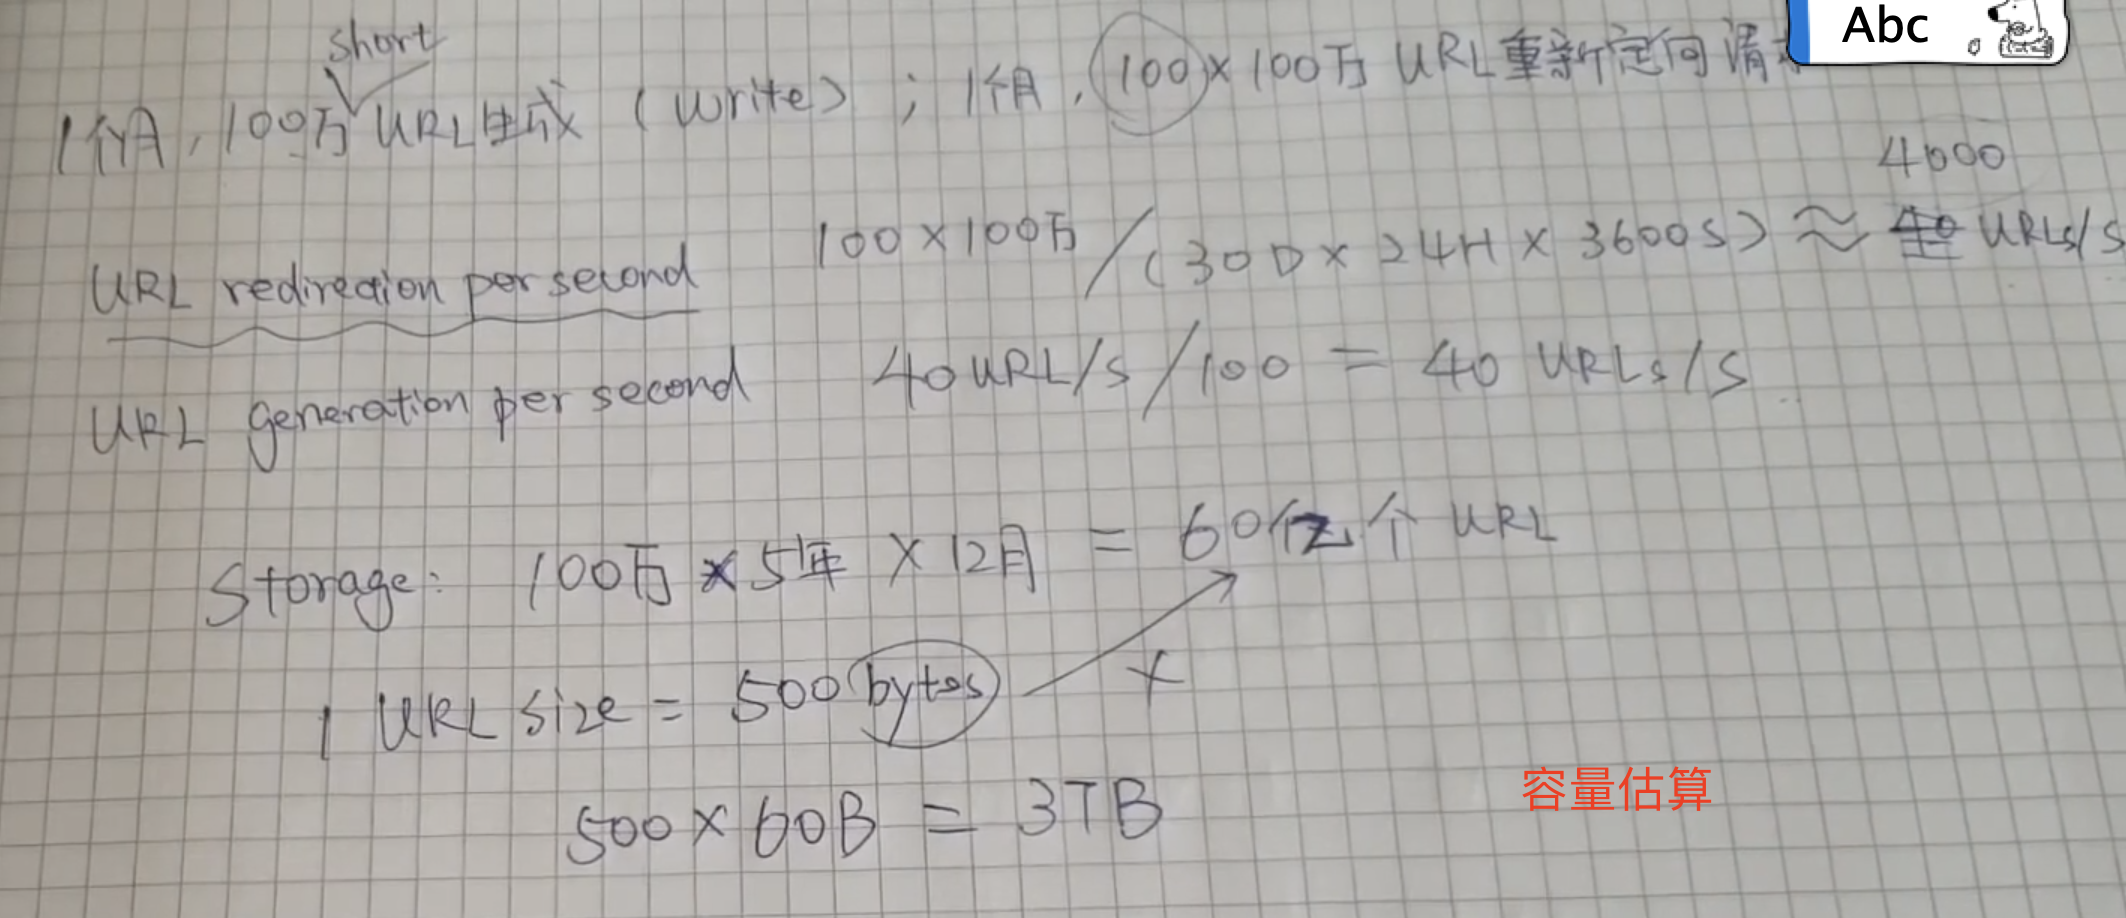 short
1个月，100万 URL生成 (write) ; 1个月，100×100万 URL重新定向请求
Abc
4000
URL redirection per second 100×100万/(30D×24H×3600S) ≈ 40 URLs/s
URL generation per second 40URL/s/100 = 40 URLs/s
Storage: 100万×5年×12月 = 60亿个 URL
1 URL size = 500 bytes ×
500×60B = 3TB
容量估算